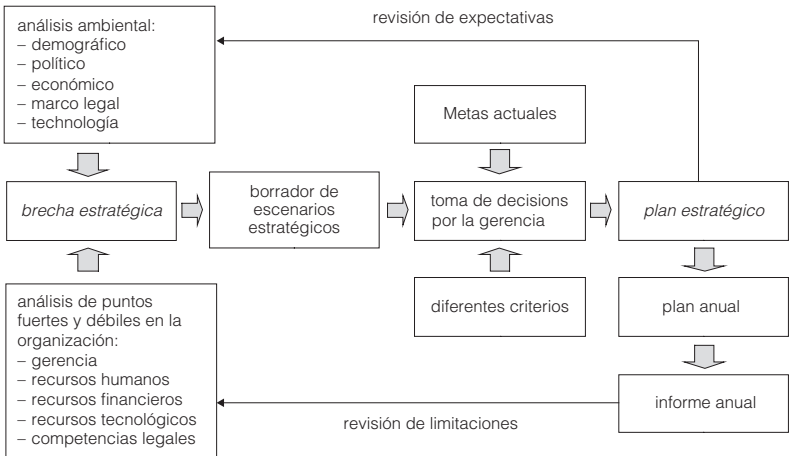 revisión de expectativas
análisis ambiental:
– demográfico
– político
– económico
– marco legal
– technología
Metas actuales
brecha estratégica
borrador de
escenarios
estratégicos
toma de decisions
por la gerencia
plan estratégico
análisis de puntos
fuertes y débiles en la
organización:
– gerencia
– recursos humanos
– recursos financieros
– recursos tecnológicos
– competencias legales
diferentes criterios
plan anual
informe anual
revisión de limitaciones